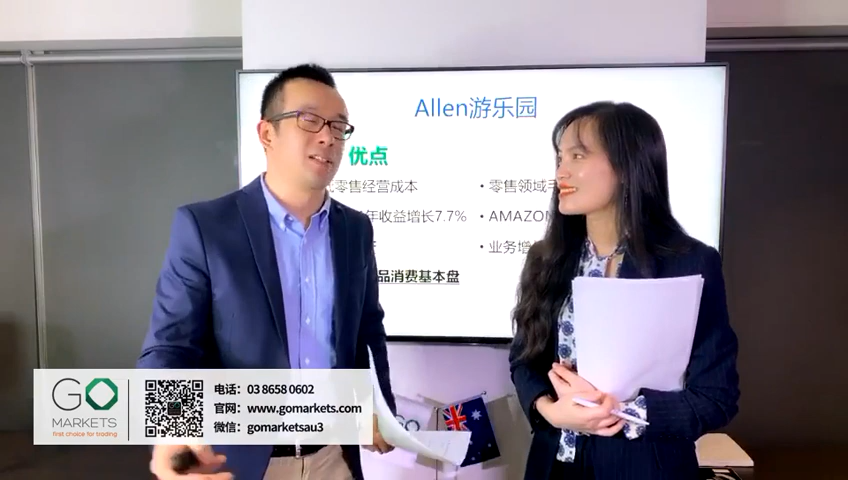 Allen游乐园
优点
零售经营成本
年收益增长7.7%
品消费基本盘
• 零售领域
• AMAZON
• 业务增
GO
MARKETS
first choice for trading
电话： 03 8658 0602
官网： www.gomarkets.com
微信： gomarketsau3
GO